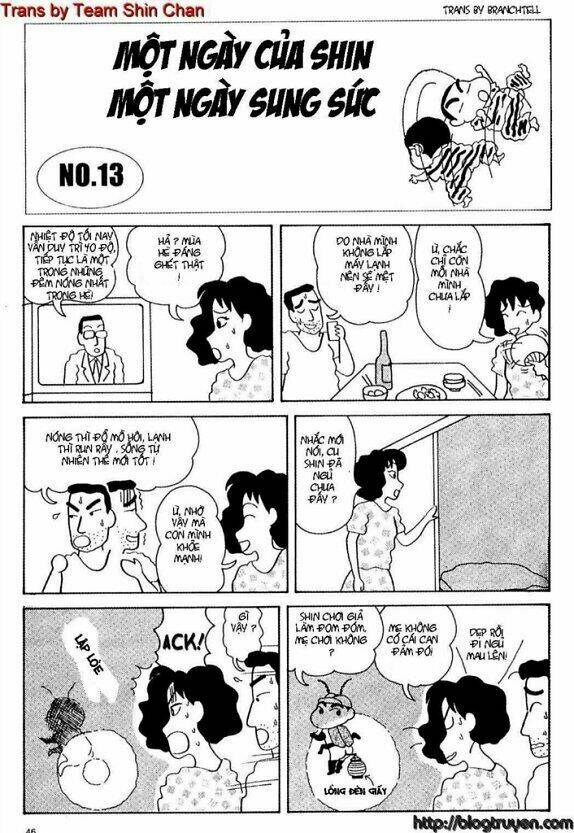 Trans by Team Shin Chan
TRANS BY BRANCHTELL
MỘT NGÀY CỦA SHIN
MỘT NGÀY SUNG SỨC
NO.13
NHIỆT ĐỘ TỐI NAY
VẪN DUY TRÌ 40 ĐỘ,
TIẾP TỤC LÀ MỘT
TRONG NHỮNG
ĐÊM NÓNG NHẤT
TRONG HÈ!
HẢ? MÙA
HÈ ĐÁNG
GHÉT THẬT
!
DO NHÀ MÌNH
KHÔNG LẮP
MÁY LẠNH
NÊN SẼ MỆT
ĐẤY!
Ừ, CHẮC
CHỈ CÒN
MỖI NHÀ
MÌNH
CHƯA LẮP
!
NÓNG THÌ ĐỔ MỒ HÔI, LẠNH
THÌ RUN RẨY. SỐNG TỰ
NHIÊN THẾ MỚI TỐT!
Ừ, NHỜ
VẬY MÀ
CON MÌNH
KHỎE
MẠNH!
NHẮC MỚI
NÓI, CU
SHIN ĐÃ
NGỦ
CHƯA
ĐẤY?
LẬP LÒE
ACK!
GÌ
VẬY?
SHIN CHƠI GIẢ
LÀM ĐOM ĐÓM,
MẸ CHƠI KHÔNG
?
MẸ KHÔNG
CÓ CÁI CAN
ĐẢM ĐÓ!
DẸP RỒI
ĐI NGỦ
MAU LÊN!
LỒNG ĐÈN GIẤY
46
http://blogtruyen.com